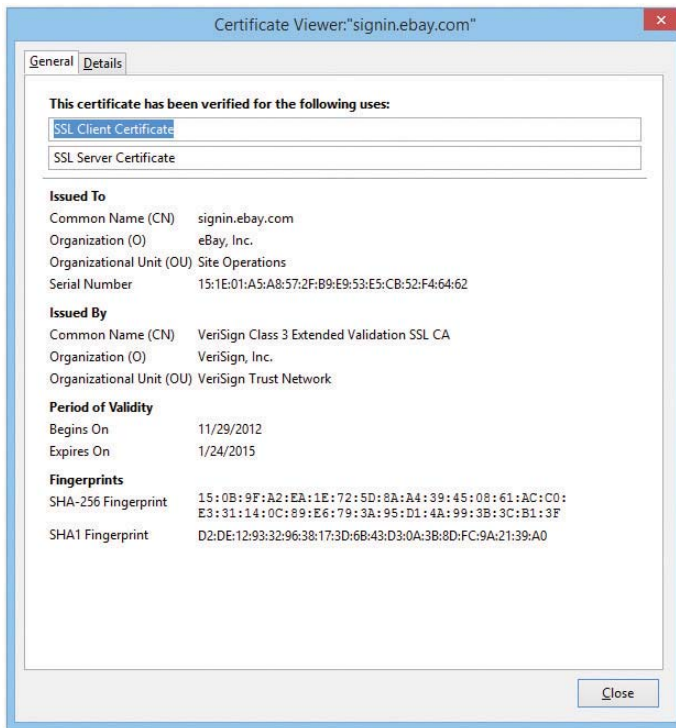 Certificate Viewer:"signin.ebay.com"
General Details
This certificate has been verified for the following uses:
SSL Client Certificate
SSL Server Certificate
Issued To
Common Name (CN) signin.ebay.com
Organization (O) eBay, Inc.
Organizational Unit (OU) Site Operations
Serial Number 15:1E:01:A5:A8:57:2F:B9:E9:53:E5:CB:52:F4:64:62
Issued By
Common Name (CN) VeriSign Class 3 Extended Validation SSL CA
Organization (O) VeriSign, Inc.
Organizational Unit (OU) VeriSign Trust Network
Period of Validity
Begins On 11/29/2012
Expires On 1/24/2015
Fingerprints
SHA-256 Fingerprint 15:0B:9F:A2:EA:1E:72:5D:8A:A4:39:45:08:61:AC:C0:
E3:31:14:0C:89:E6:79:3A:95:D1:4A:99:3B:3C:B1:3F
SHA1 Fingerprint D2:DE:12:93:32:96:38:17:3D:6B:43:D3:0A:3B:8D:FC:9A:21:39:A0
Close